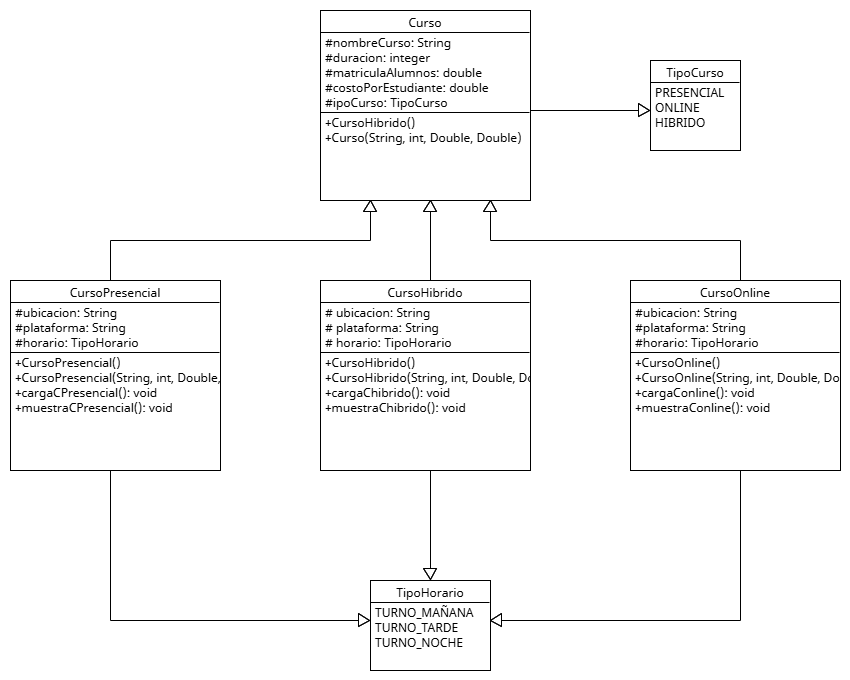 Curso
#nombreCurso: String
#duracion: integer
#matriculaAlumnos: double
#costoPorEstudiante: double
#ipoCurso: TipoCurso
+CursoHibrido()
+Curso(String, int, Double, Double)
TipoCurso
PRESENCIAL
ONLINE
HIBRIDO
CursoPresencial
#ubicacion: String
#plataforma: String
#horario: TipoHorario
+CursoPresencial()
+CursoPresencial(String, int, Double,
+cargaCPresencial(): void
+muestraCPresencial(): void
CursoHibrido
# ubicacion: String
# plataforma: String
# horario: TipoHorario
+CursoHibrido()
+CursoHibrido(String, int, Double, Do
+cargaChibrido(): void
+muestraChibrido(): void
CursoOnline
#ubicacion: String
#plataforma: String
#horario: TipoHorario
+CursoOnline()
+CursoOnline(String, int, Double, Do
+cargaConline(): void
+muestraConline(): void
TipoHorario
TURNO_MAÑANA
TURNO_TARDE
TURNO_NOCHE